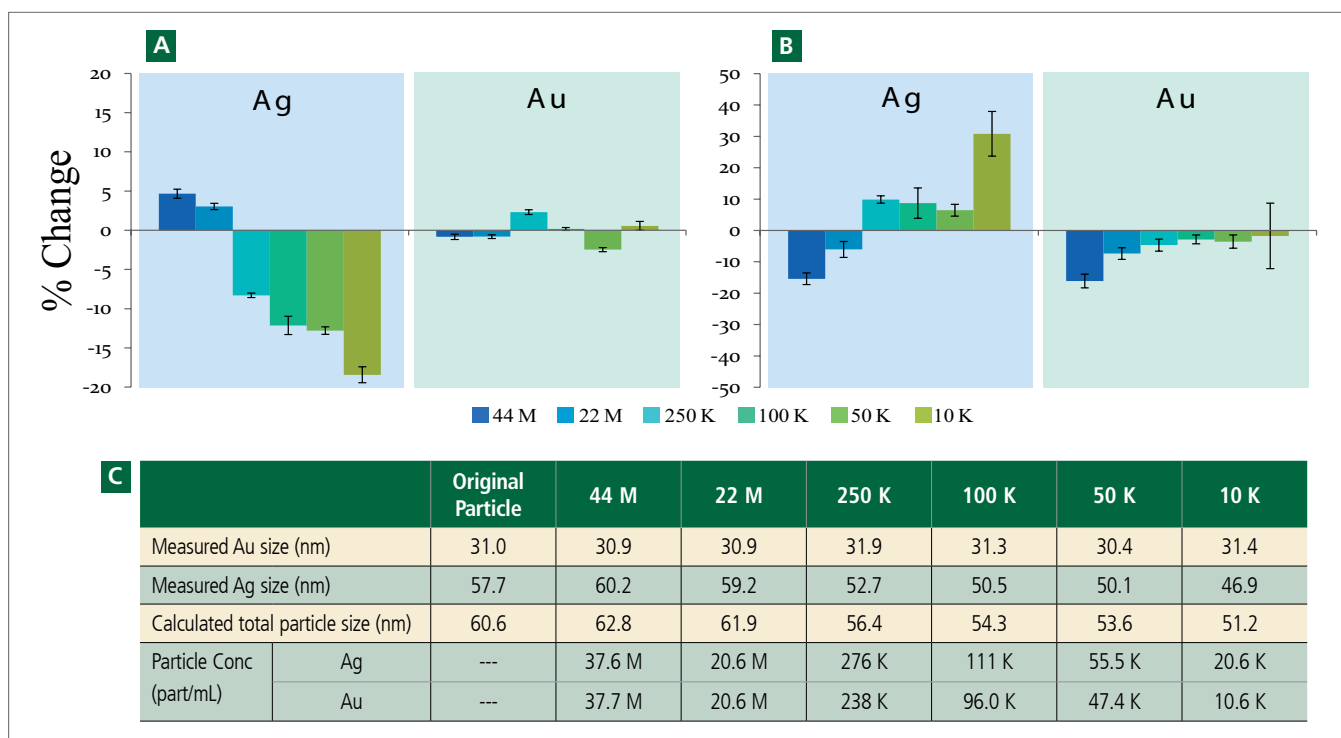 A
B
20
15
10
5
0
-5
-10
-15
-20
% Change
Ag
Au
50
40
30
20
10
0
-10
-20
-30
-40
-50
Ag
Au
44 M 22 M 250 K 100 K 50 K 10 K
C
Original Particle 44 M 22 M 250 K 100 K 50 K 10 K
Measured Au size (nm) 31.0 30.9 30.9 31.9 31.3 30.4 31.4
Measured Ag size (nm) 57.7 60.2 59.2 52.7 50.5 50.1 46.9
Calculated total particle size (nm) 60.6 62.8 61.9 56.4 54.3 53.6 51.2
Particle Conc (part/mL) Ag --- 37.6 M 20.6 M 276 K 111 K 55.5 K 20.6 K
Au --- 37.7 M 20.6 M 238 K 96.0 K 47.4 K 10.6 K